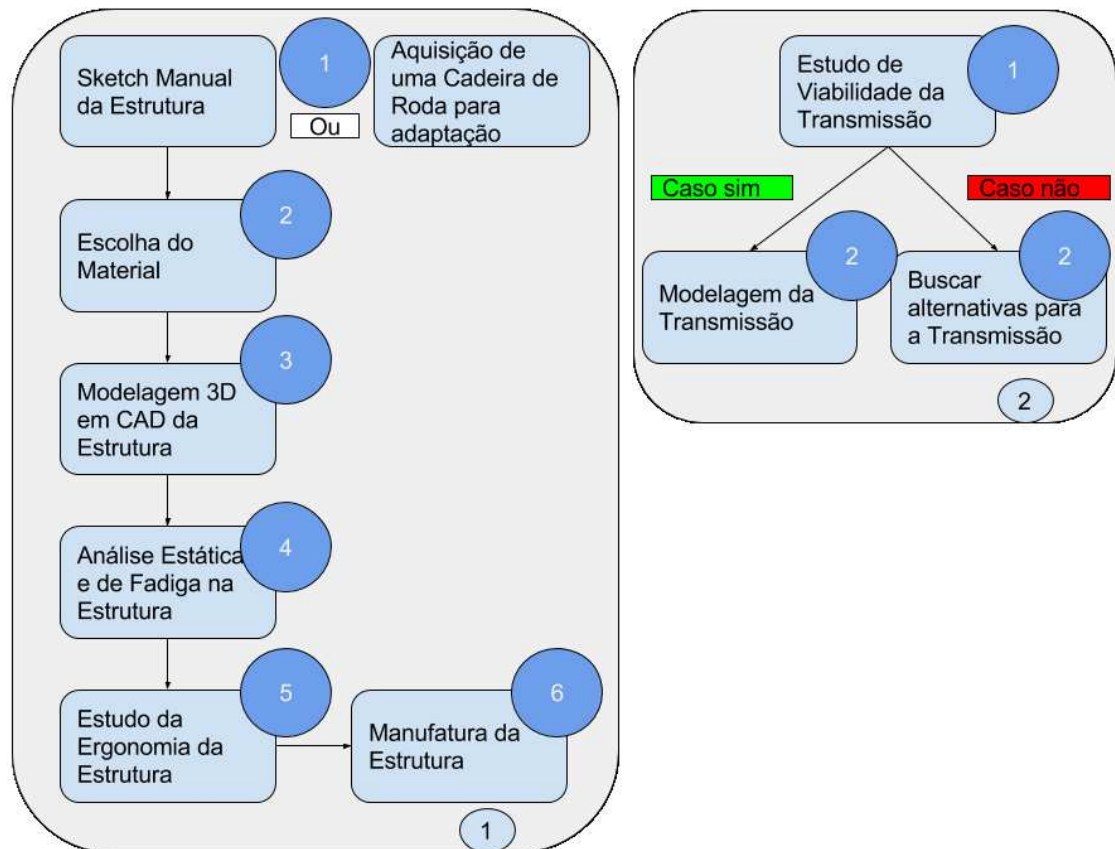 Sketch Manual
da Estrutura
1
Ou
Aquisição de
uma Cadeira de
Roda para
adaptação
2
Escolha do
Material
3
Modelagem 3D
em CAD da
Estrutura
4
Análise Estática
e de Fadiga na
Estrutura
5
Estudo da
Ergonomia da
Estrutura
6
Manufatura da
Estrutura
1
Estudo de
Viabilidade da
Transmissão
1
Caso sim
Caso não
2
Modelagem da
Transmissão
2
Buscar
alternativas para
a Transmissão
2